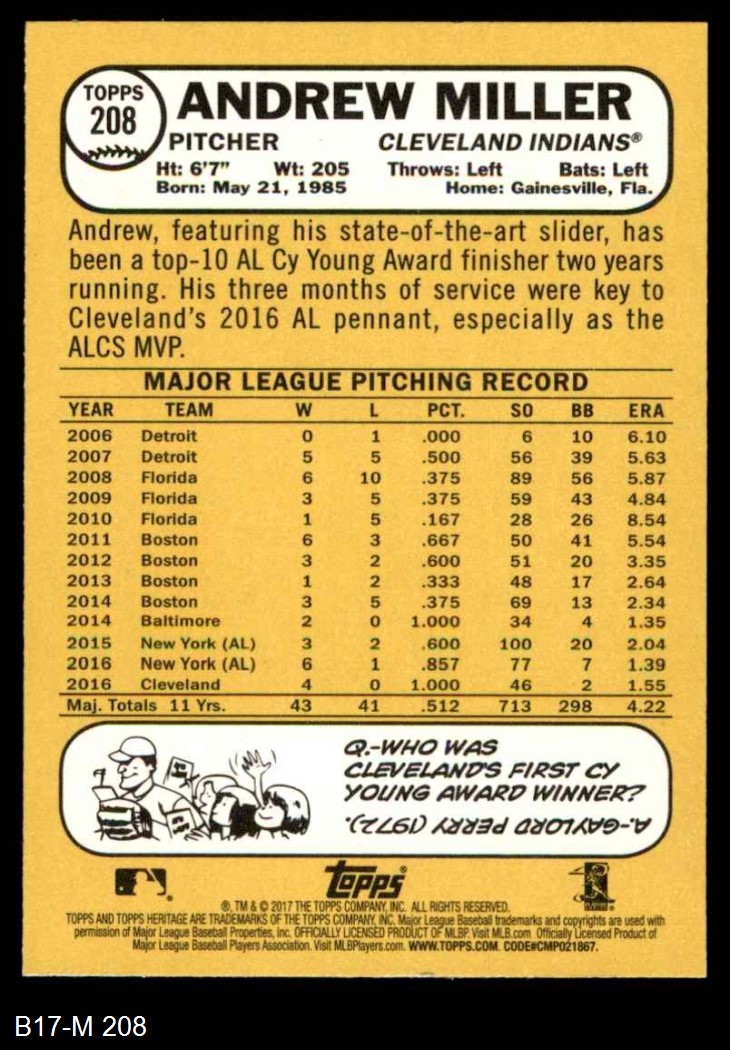 TOPPS
208
ANDREW MILLER
PITCHER CLEVELAND INDIANS®
Ht: 6'7" Wt: 205 Throws: Left Bats: Left
Born: May 21, 1985 Home: Gainesville, Fla.
Andrew, featuring his state-of-the-art slider, has
been a top-10 AL Cy Young Award finisher two years
running. His three months of service were key to
Cleveland's 2016 AL pennant, especially as the
ALCS MVP.
MAJOR LEAGUE PITCHING RECORD
YEAR TEAM W L PCT. SO BB ERA
2006 Detroit 0 1 .000 6 10 6.10
2007 Detroit 5 5 .500 56 39 5.63
2008 Florida 6 10 .375 89 56 5.87
2009 Florida 3 5 .375 59 43 4.84
2010 Florida 1 5 .167 28 26 8.54
2011 Boston 6 3 .667 50 41 5.54
2012 Boston 3 2 .600 51 20 3.35
2013 Boston 1 2 .333 48 17 2.64
2014 Boston 3 5 .375 69 13 2.34
2014 Baltimore 2 0 1.000 34 4 1.35
2015 New York (AL) 3 2 .600 100 20 2.04
2016 New York (AL) 6 1 .857 77 7 1.39
2016 Cleveland 4 0 1.000 46 2 1.55
Maj. Totals 11 Yrs. 43 41 .512 713 298 4.22
Q.-WHO WAS
CLEVELAND'S FIRST CY
YOUNG AWARD WINNER?
A-GAYLORD PERRY (1972).
Topps®
®, TM & © 2017 THE TOPPS COMPANY, INC. ALL RIGHTS RESERVED.
TOPPS AND TOPPS HERITAGE ARE TRADEMARKS OF THE TOPPS COMPANY, INC. Major League Baseball trademarks and copyrights are used with
permission of Major League Baseball Properties, Inc. OFFICIALLY LICENSED PRODUCT OF MLBP. Visit MLB.com Officially Licensed Product of
Major League Baseball Players Association. Visit MLBPlayers.com. WWW.TOPPS.COM. CODE#CMP021867.
B17-M 208